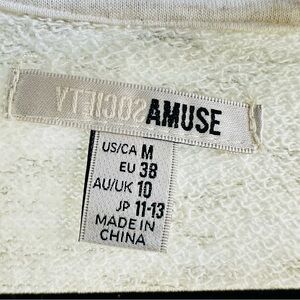 SOCIETY AMUSE
US/CA M
EU 38
AU/UK 10
JP 11-13
MADE IN
CHINA